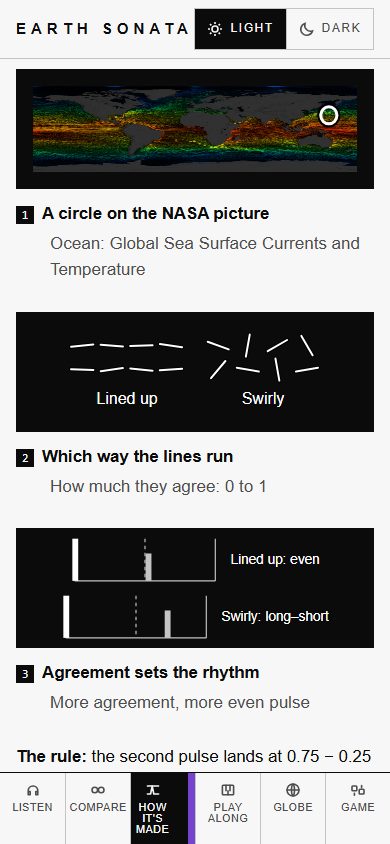 EARTH SONATA
LIGHT
DARK
1 A circle on the NASA picture
Ocean: Global Sea Surface Currents and
Temperature
Lined up
Swirly
2 Which way the lines run
How much they agree: 0 to 1
Lined up: even
Swirly: long–short
3 Agreement sets the rhythm
More agreement, more even pulse
The rule: the second pulse lands at 0.75 − 0.25
LISTEN
COMPARE
HOW
IT'S
MADE
PLAY
ALONG
GLOBE
GAME